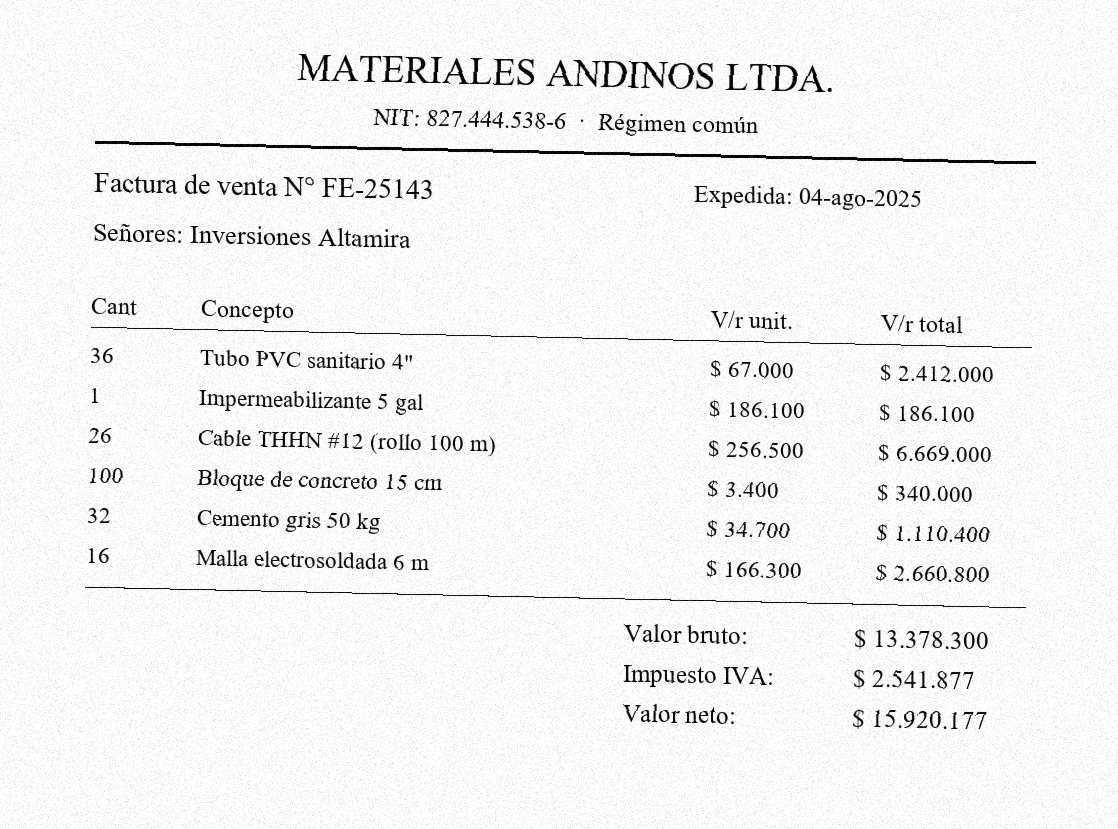 MATERIALES ANDINOS LTDA.
NIT: 827.444.538-6 · Régimen común
Factura de venta N° FE-25143 Expedida: 04-ago-2025
Señores: Inversiones Altamira
Cant Concepto V/r unit. V/r total
36 Tubo PVC sanitario 4" $ 67.000 $ 2.412.000
1 Impermeabilizante 5 gal $ 186.100 $ 186.100
26 Cable THHN #12 (rollo 100 m) $ 256.500 $ 6.669.000
100 Bloque de concreto 15 cm $ 3.400 $ 340.000
32 Cemento gris 50 kg $ 34.700 $ 1.110.400
16 Malla electrosoldada 6 m $ 166.300 $ 2.660.800
Valor bruto: $ 13.378.300
Impuesto IVA: $ 2.541.877
Valor neto: $ 15.920.177